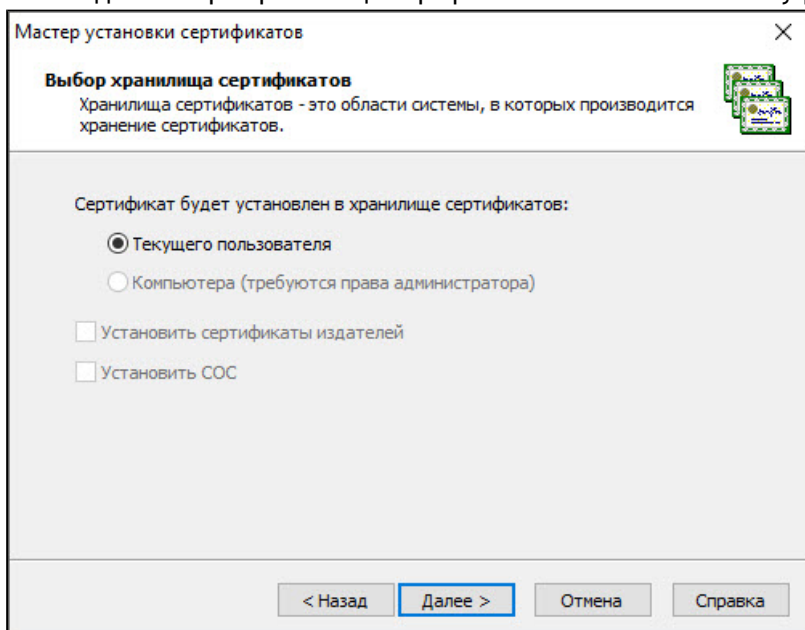 Мастер установки сертификатов
Выбор хранилища сертификатов
Хранилища сертификатов - это области системы, в которых производится
хранение сертификатов.
Сертификат будет установлен в хранилище сертификатов:
Текущего пользователя
Компьютера (требуются права администратора)
Установить сертификаты издателей
Установить СОС
< Назад
Далее >
Отмена
Справка